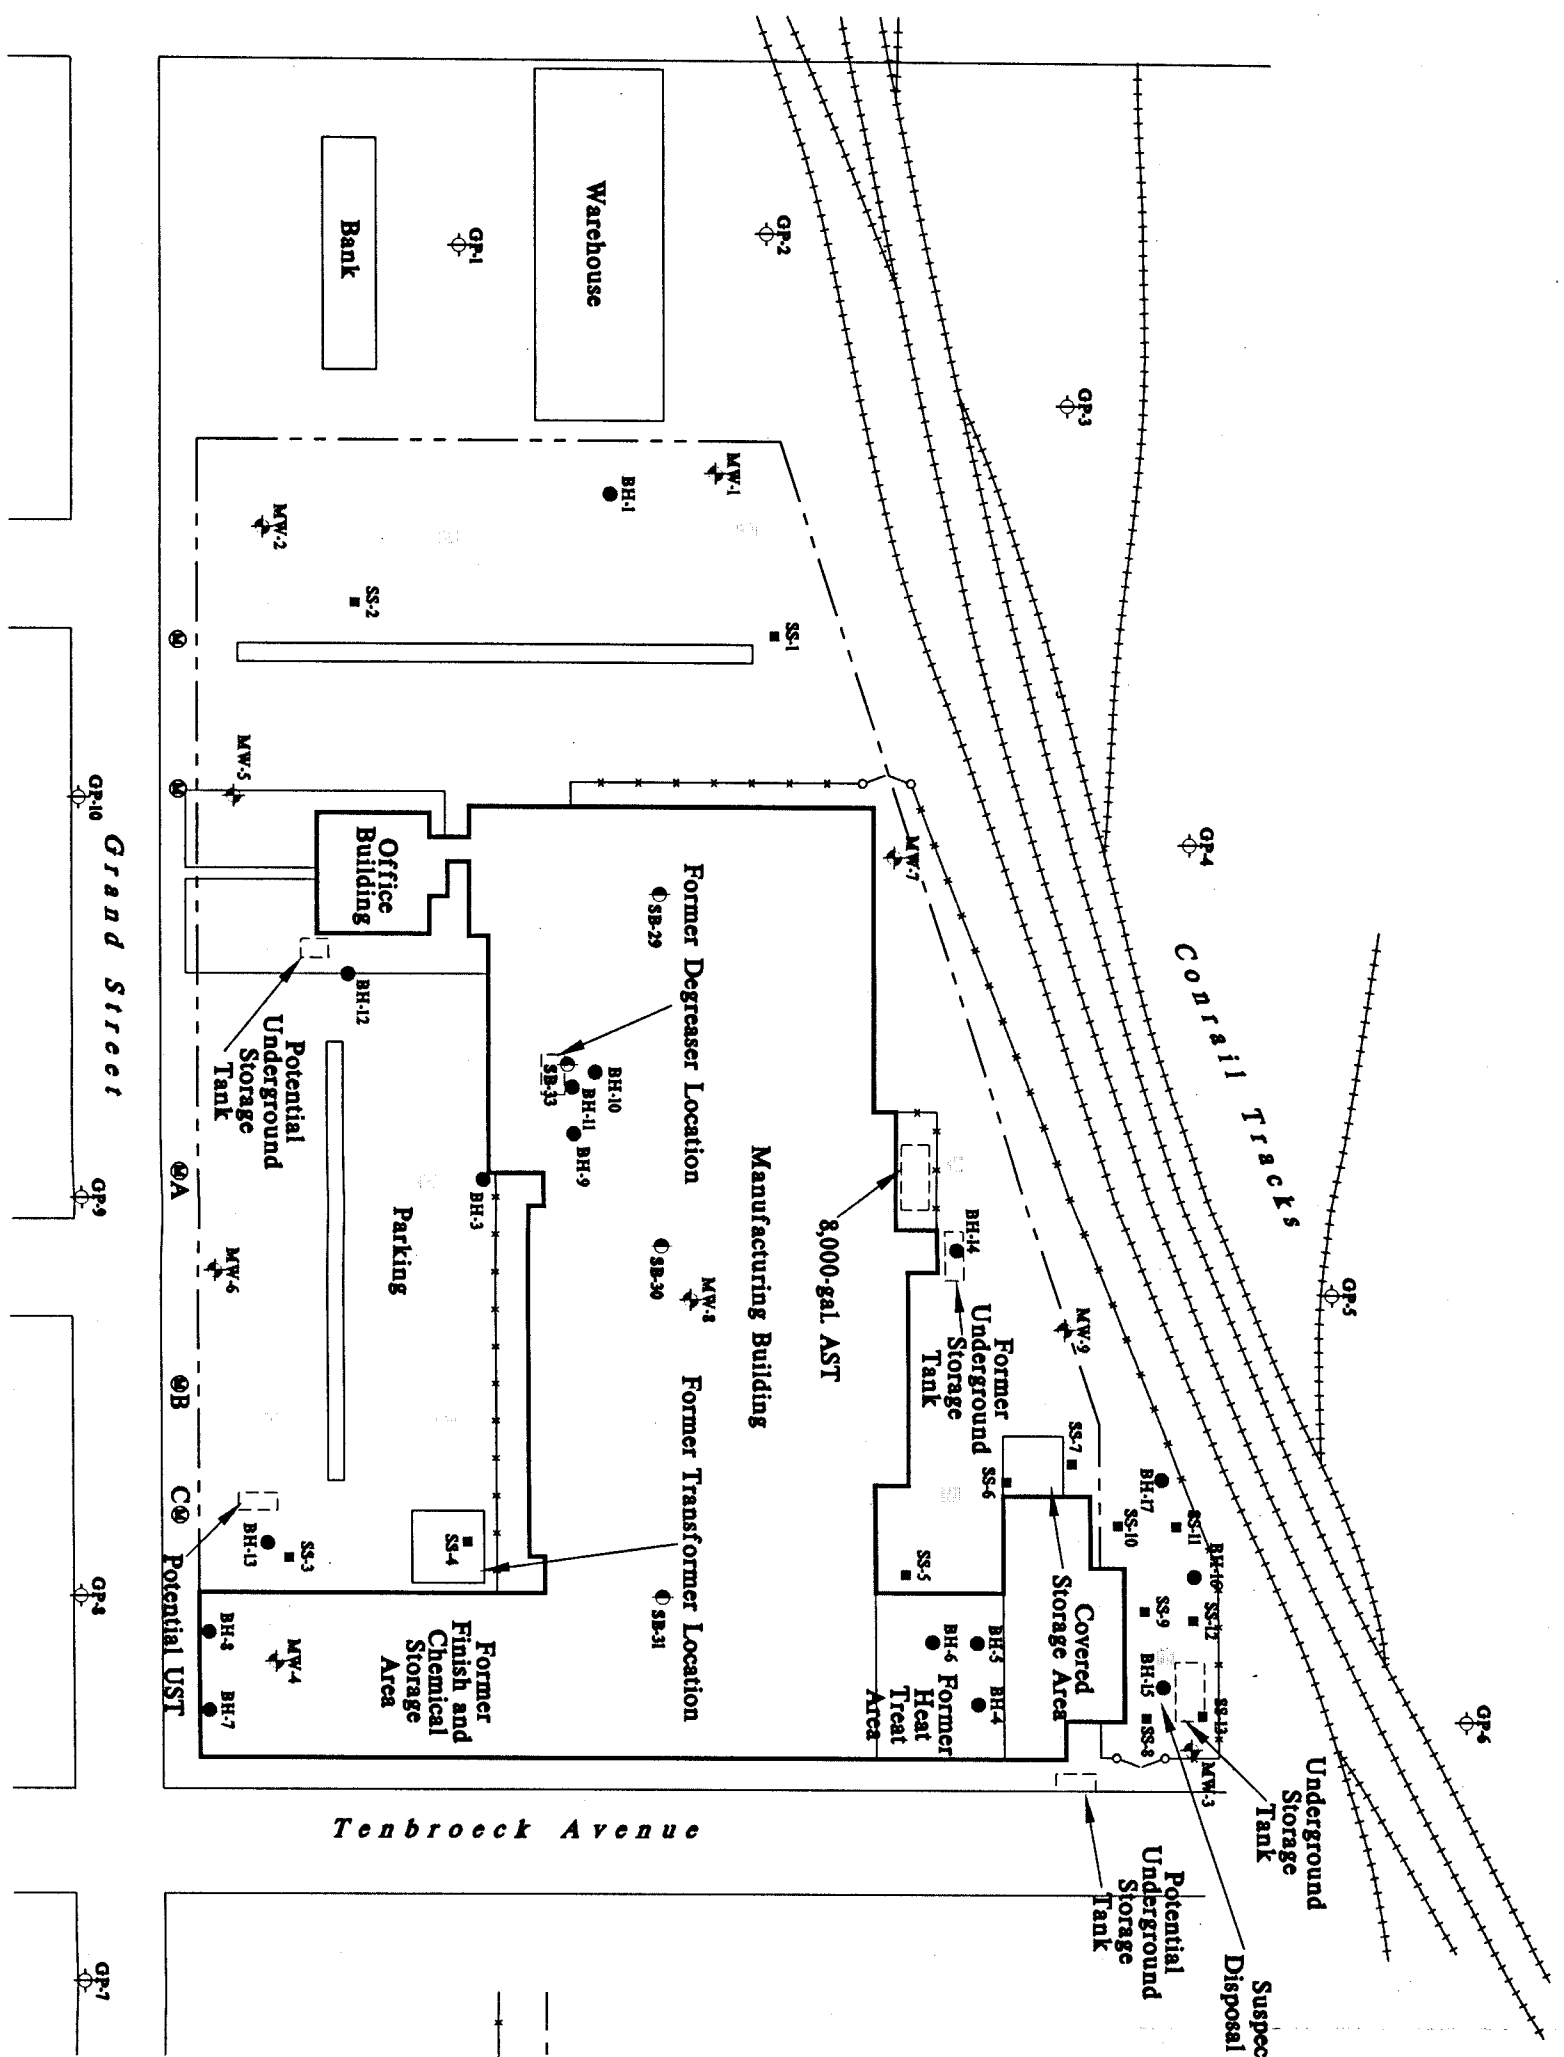 GP-6
GP-5
GP-4
GP-3
Conrail Tracks
Underground
Storage
Tank
Suspec
Disposal
Potential
Underground
Storage
Tank
MW-3
SS-13
SS-12
BH-16
SS-11
BH-17
SS-10
SS-9
BH-15
SS-8
SS-7
SS-6
SS-5
Covered
Storage Area
MW-9
Former
Underground
Storage
Tank
BH-14
MW-7
8,000-gal. AST
BH-5
BH-6
BH-4
Former
Heat
Treat
Area
GP-2
SS-1
MW-1
BH-1
Warehouse
GP-1
Bank
Manufacturing Building
MW-8
Former Degreaser Location
Former Transformer Location
SB-29
SB-30
SB-31
BH-10
BH-11
BH-9
SB-33
BH-3
SS-4
Former
Finish and
Chemical
Storage
Area
Office
Building
BH-12
Parking
SS-2
MW-2
MW-5
Potential
Underground
Storage
Tank
SS-3
BH-13
MW-4
BH-8
BH-7
MW-6
M
M
M A
M B
C M
Potential UST
Tenbroeck Avenue
Grand Street
GP-10
GP-9
GP-8
GP-7